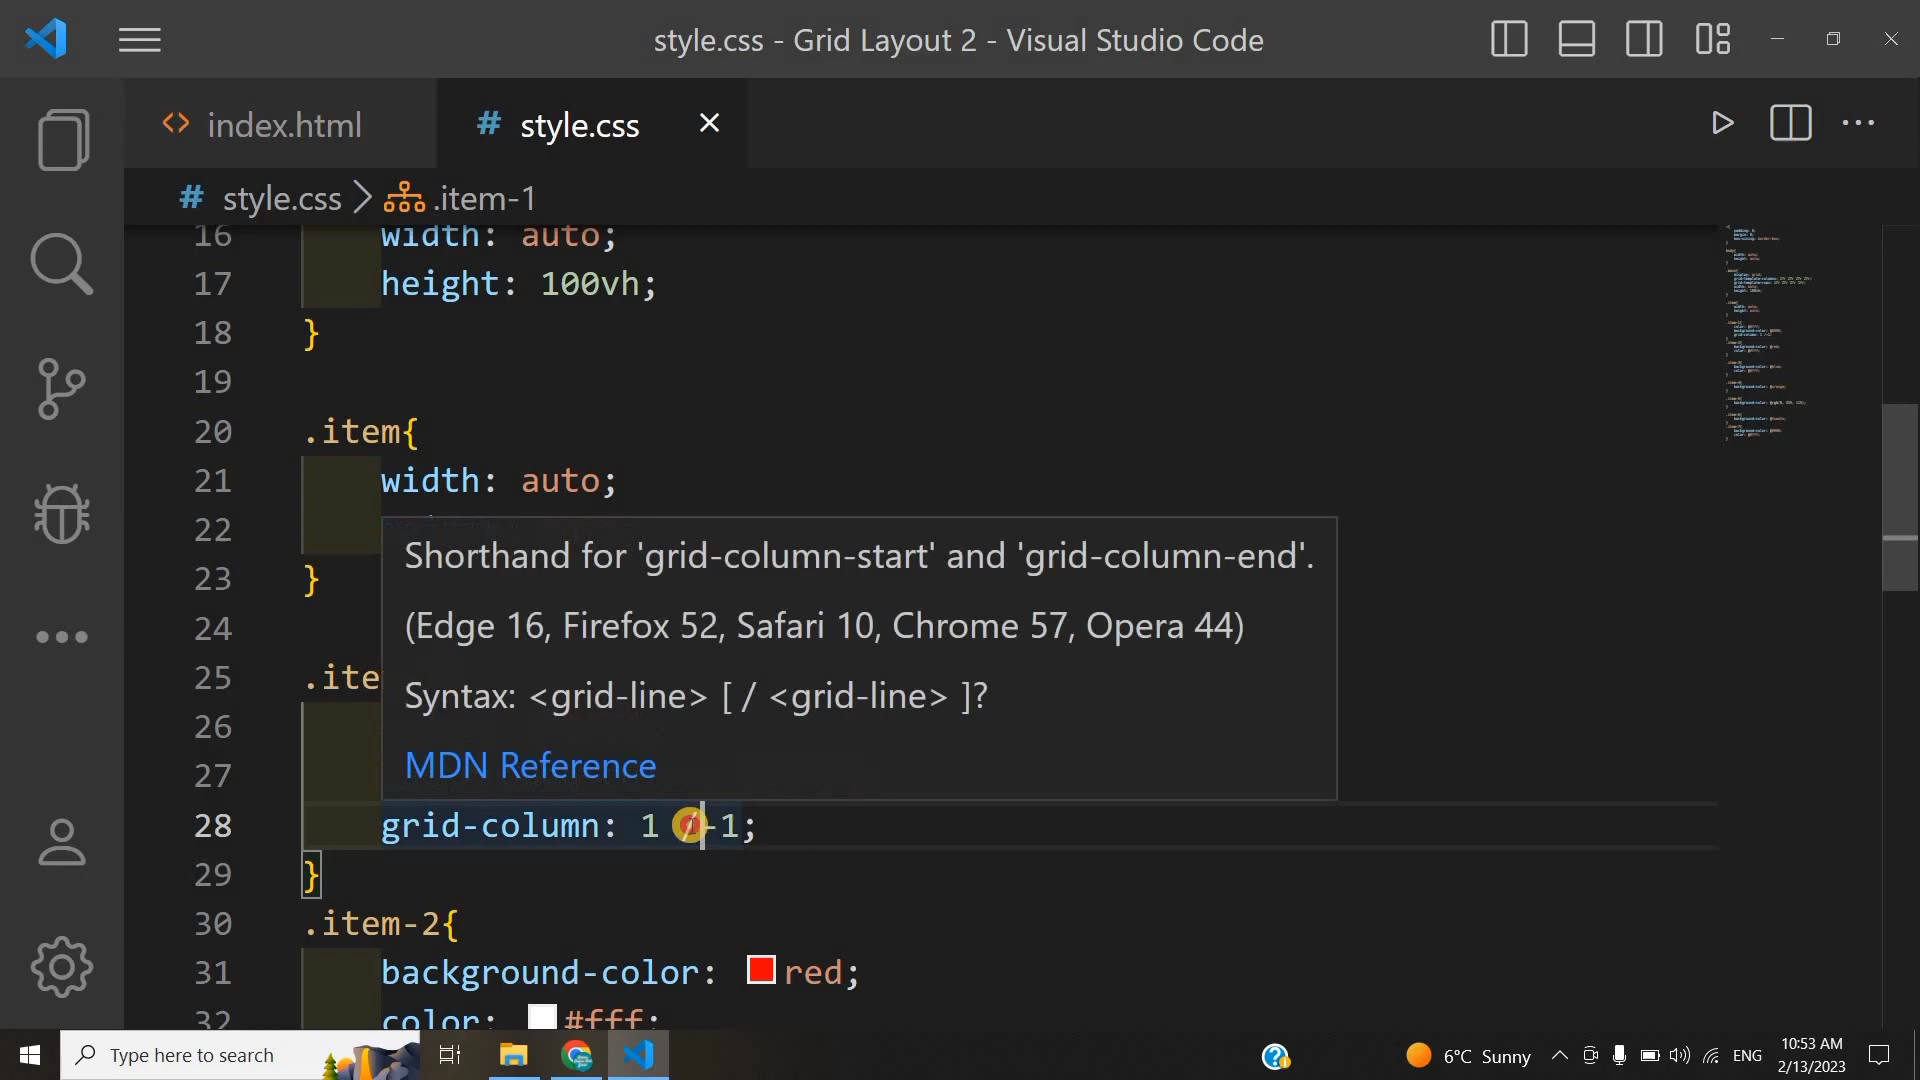 style.css - Grid Layout 2 - Visual Studio Code
index.html
# style.css
# style.css > .item-1
16 width: auto;
17 height: 100vh;
18 }
19
20 .item{
21 width: auto;
22
23 }
24
25 .ite
26
27
28 grid-column: 1 /-1;
29 }
30 .item-2{
31 background-color: red;
32 color: #fff;
Shorthand for 'grid-column-start' and 'grid-column-end'.
(Edge 16, Firefox 52, Safari 10, Chrome 57, Opera 44)
Syntax: <grid-line> [ / <grid-line> ]?
MDN Reference
Type here to search
6°C Sunny
ENG
10:53 AM
2/13/2023